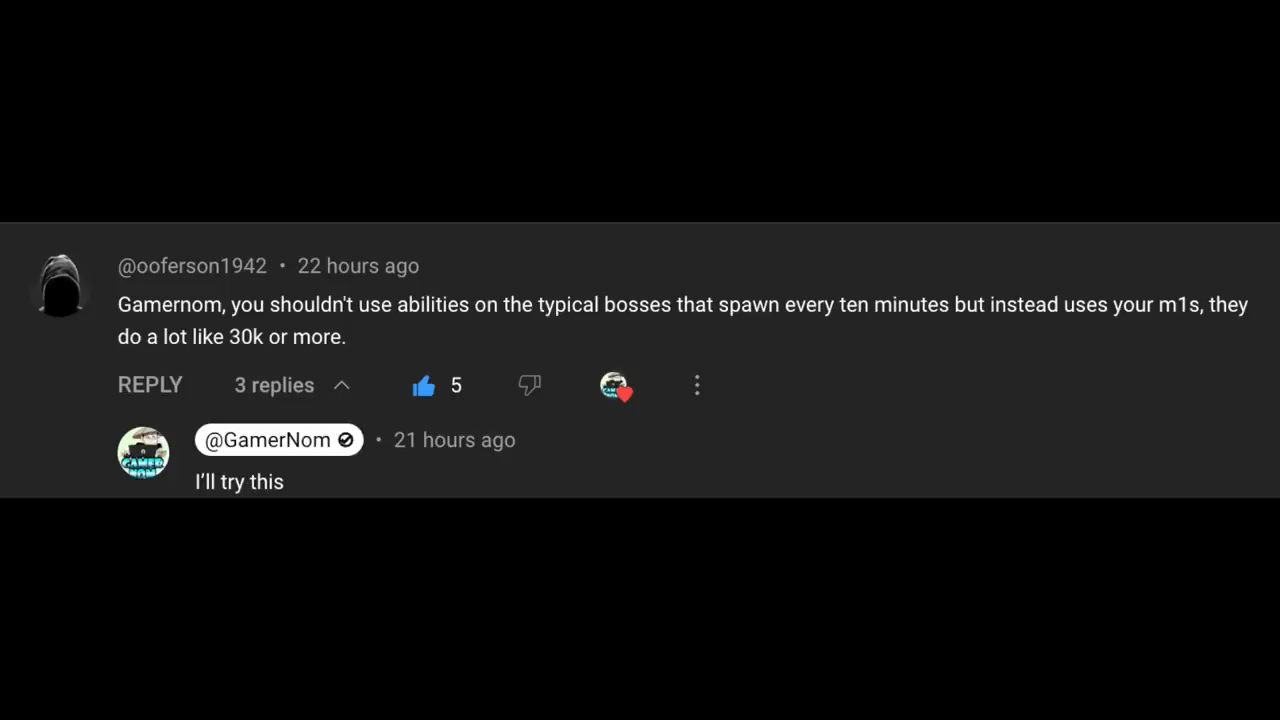 @ooferson1942 • 22 hours ago
Gamernom, you shouldn't use abilities on the typical bosses that spawn every ten minutes but instead uses your m1s, they
do a lot like 30k or more.
REPLY 3 replies 5
@GamerNom • 21 hours ago
GAMER
NOM
I'll try this